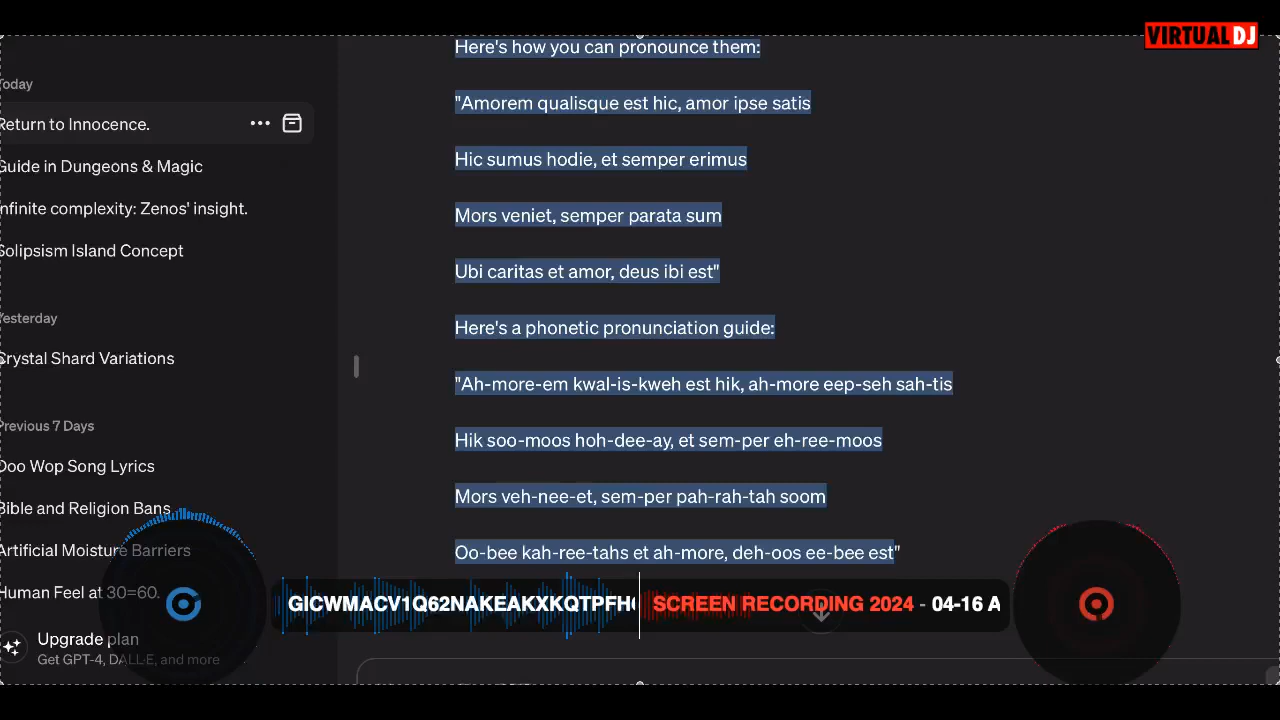 VIRTUAL DJ
Today
Return to Innocence.
Guide in Dungeons & Magic
Infinite complexity: Zenos' insight.
Solipsism Island Concept
Yesterday
Crystal Shard Variations
Previous 7 Days
Doo Wop Song Lyrics
Bible and Religion Bans
Artificial Moisture Barriers
Human Feel at 30=60.
Upgrade plan
Get GPT-4, DALL·E, and more
Here's how you can pronounce them:
"Amorem qualisque est hic, amor ipse satis
Hic sumus hodie, et semper erimus
Mors veniet, semper parata sum
Ubi caritas et amor, deus ibi est"
Here's a phonetic pronunciation guide:
"Ah-more-em kwal-is-kweh est hik, ah-more eep-seh sah-tis
Hik soo-moos hoh-dee-ay, et sem-per eh-ree-moos
Mors veh-nee-et, sem-per pah-rah-tah soom
Oo-bee kah-ree-tahs et ah-more, deh-oos ee-bee est"
GICWMACV1Q62NAKEAKXKQTPFH
SCREEN RECORDING 2024 - 04-16 A